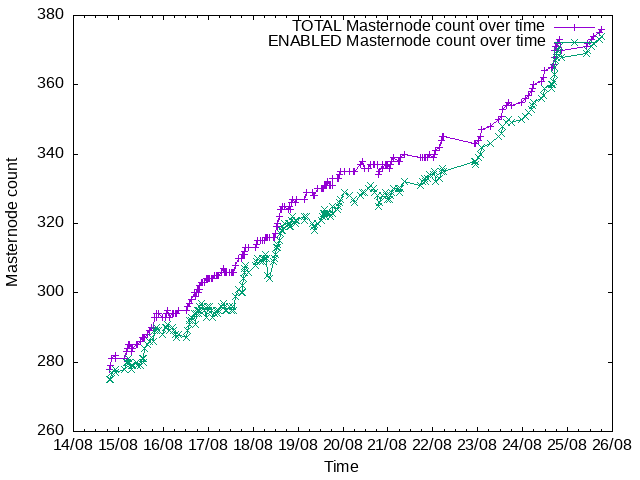 380
360
340
320
300
280
260
Masternode count
TOTAL Masternode count over time
ENABLED Masternode count over time
14/08 15/08 16/08 17/08 18/08 19/08 20/08 21/08 22/08 23/08 24/08 25/08 26/08
Time